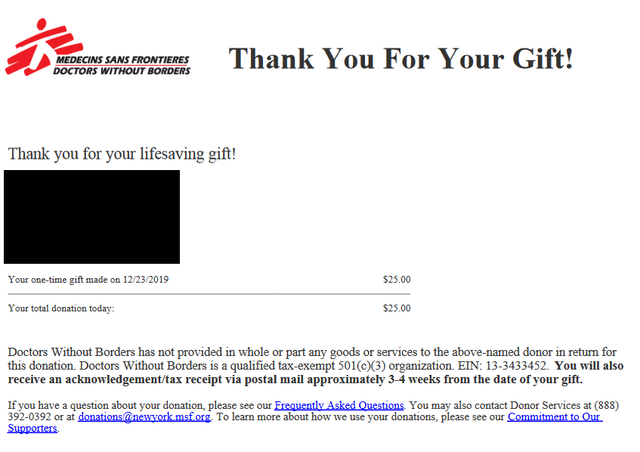 MEDECINS SANS FRONTIERES
DOCTORS WITHOUT BORDERS
Thank You For Your Gift!
Thank you for your lifesaving gift!
Your one-time gift made on 12/23/2019 $25.00
Your total donation today: $25.00
Doctors Without Borders has not provided in whole or part any goods or services to the above-named donor in return for
this donation. Doctors Without Borders is a qualified tax-exempt 501(c)(3) organization. EIN: 13-3433452. You will also
receive an acknowledgement/tax receipt via postal mail approximately 3-4 weeks from the date of your gift.
If you have a question about your donation, please see our Frequently Asked Questions. You may also contact Donor Services at (888)
392-0392 or at donations@newyork.msf.org. To learn more about how we use your donations, please see our Commitment to Our
Supporters.